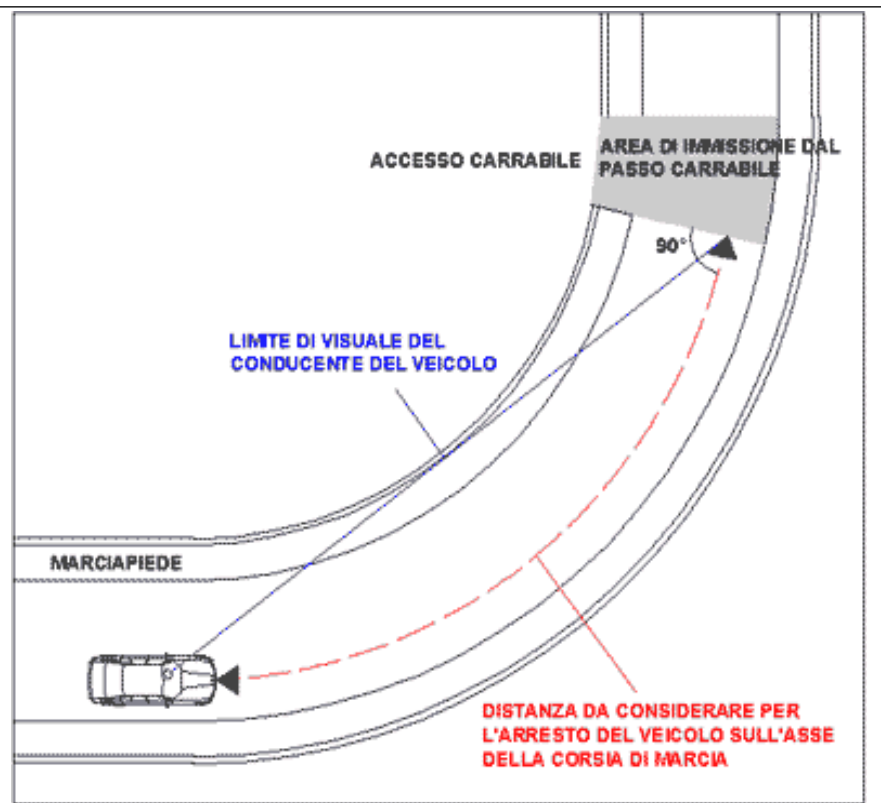 ACCESSO CARRABILE
AREA DI IMMISSIONE DAL
PASSO CARRABILE
90°
LIMITE DI VISUALE DEL
CONDUCENTE DEL VEICOLO
MARCIAPIEDE
DISTANZA DA CONSIDERARE PER
L'ARRESTO DEL VEICOLO SULL'ASSE
DELLA CORSIA DI MARCIA